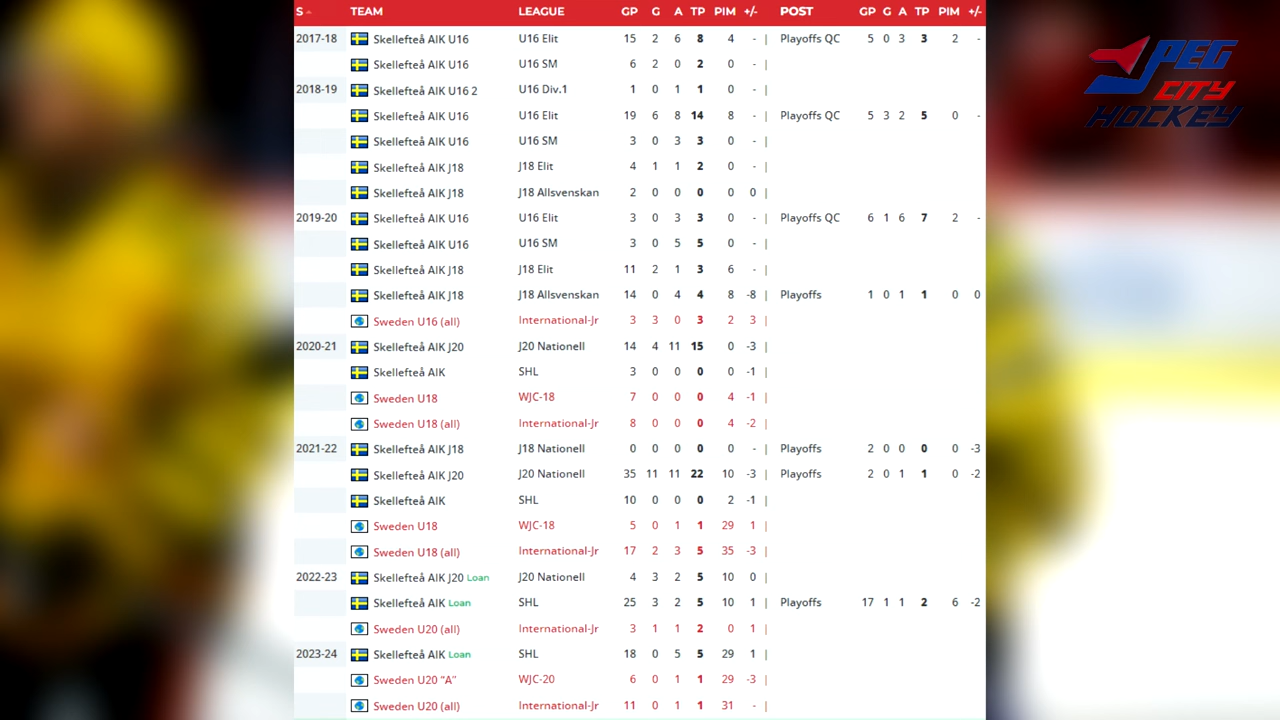 S TEAM LEAGUE GP G A TP PIM +/- POST GP G A TP PIM +/-
2017-18 Skellefteå AIK U16 U16 Elit 15 2 6 8 4 - | Playoffs QC 5 0 3 3 2 -
Skellefteå AIK U16 U16 SM 6 2 0 2 0 - |
2018-19 Skellefteå AIK U16 2 U16 Div.1 1 0 1 1 0 - |
Skellefteå AIK U16 U16 Elit 19 6 8 14 8 - | Playoffs QC 5 3 2 5 0 -
Skellefteå AIK U16 U16 SM 3 0 3 3 0 - |
Skellefteå AIK J18 J18 Elit 4 1 1 2 0 - |
Skellefteå AIK J18 J18 Allsvenskan 2 0 0 0 0 0 |
2019-20 Skellefteå AIK U16 U16 Elit 3 0 3 3 0 - | Playoffs QC 6 1 6 7 2 -
Skellefteå AIK U16 U16 SM 3 0 5 5 0 - |
Skellefteå AIK J18 J18 Elit 11 2 1 3 6 - |
Skellefteå AIK J18 J18 Allsvenskan 14 0 4 4 8 -8 | Playoffs 1 0 1 1 0 0
Sweden U16 (all) International-Jr 3 3 0 3 2 3 |
2020-21 Skellefteå AIK J20 J20 Nationell 14 4 11 15 0 -3 |
Skellefteå AIK SHL 3 0 0 0 0 -1 |
Sweden U18 WJC-18 7 0 0 0 4 -1 |
Sweden U18 (all) International-Jr 8 0 0 0 4 -2 |
2021-22 Skellefteå AIK J18 J18 Nationell 0 0 0 0 0 - | Playoffs 2 0 0 0 0 -3
Skellefteå AIK J20 J20 Nationell 35 11 11 22 10 -3 | Playoffs 2 0 1 1 0 -2
Skellefteå AIK SHL 10 0 0 0 2 -1 |
Sweden U18 WJC-18 5 0 1 1 29 1 |
Sweden U18 (all) International-Jr 17 2 3 5 35 -3 |
2022-23 Skellefteå AIK J20 Loan J20 Nationell 4 3 2 5 10 0 |
Skellefteå AIK Loan SHL 25 3 2 5 10 1 | Playoffs 17 1 1 2 6 -2
Sweden U20 (all) International-Jr 3 1 1 2 0 1 |
2023-24 Skellefteå AIK Loan SHL 18 0 5 5 29 1 |
Sweden U20 "A" WJC-20 6 0 1 1 29 -3 |
Sweden U20 (all) International-Jr 11 0 1 1 31 - |
JPEG
CITY
HOCKEY